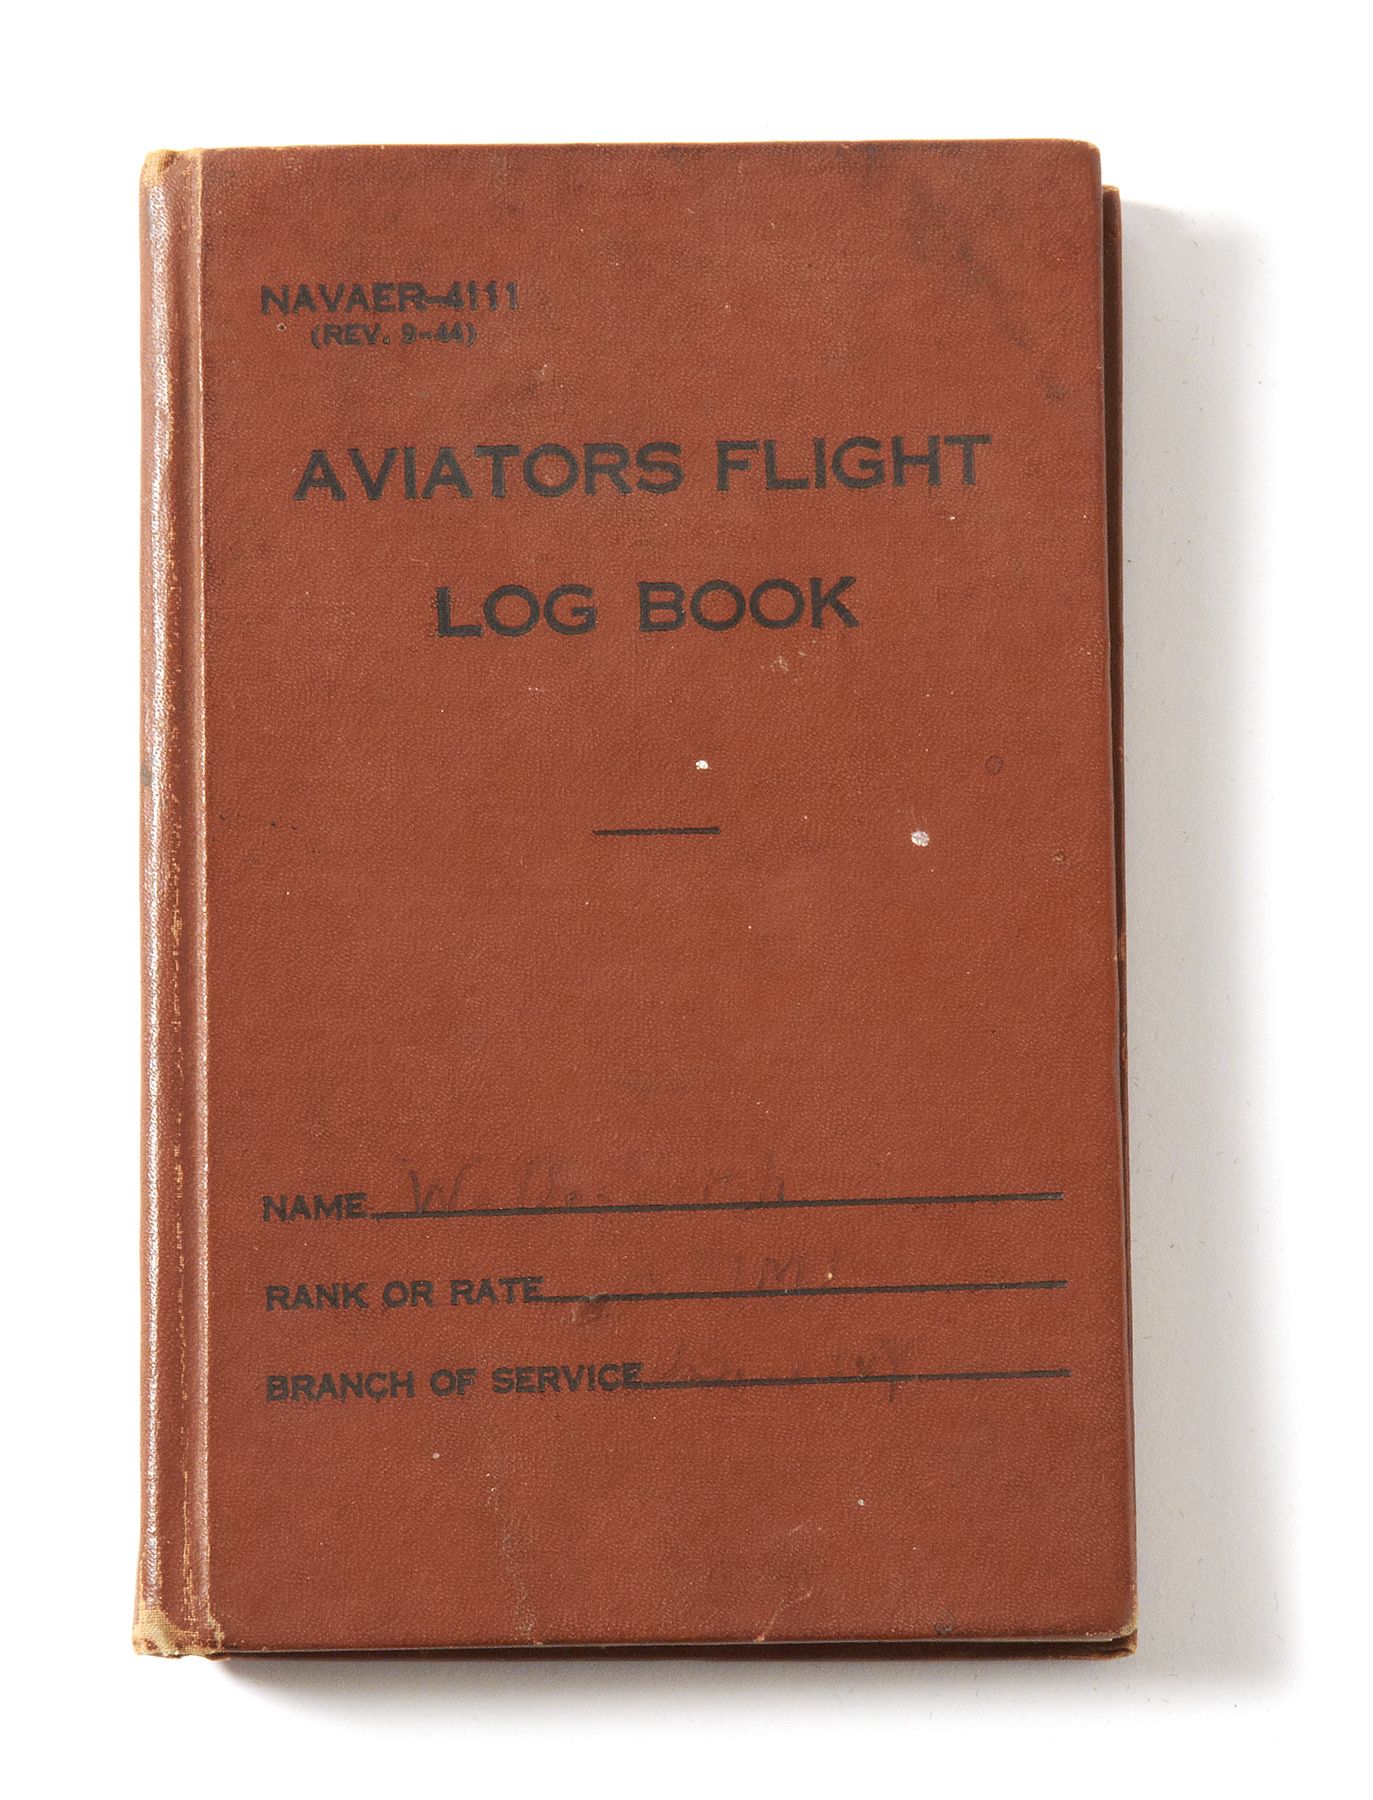 NAVAER-4111
(REV. 9-44)
AVIATORS FLIGHT
LOG BOOK
NAME W.
RANK OR RATE
BRANCH OF SERVICE